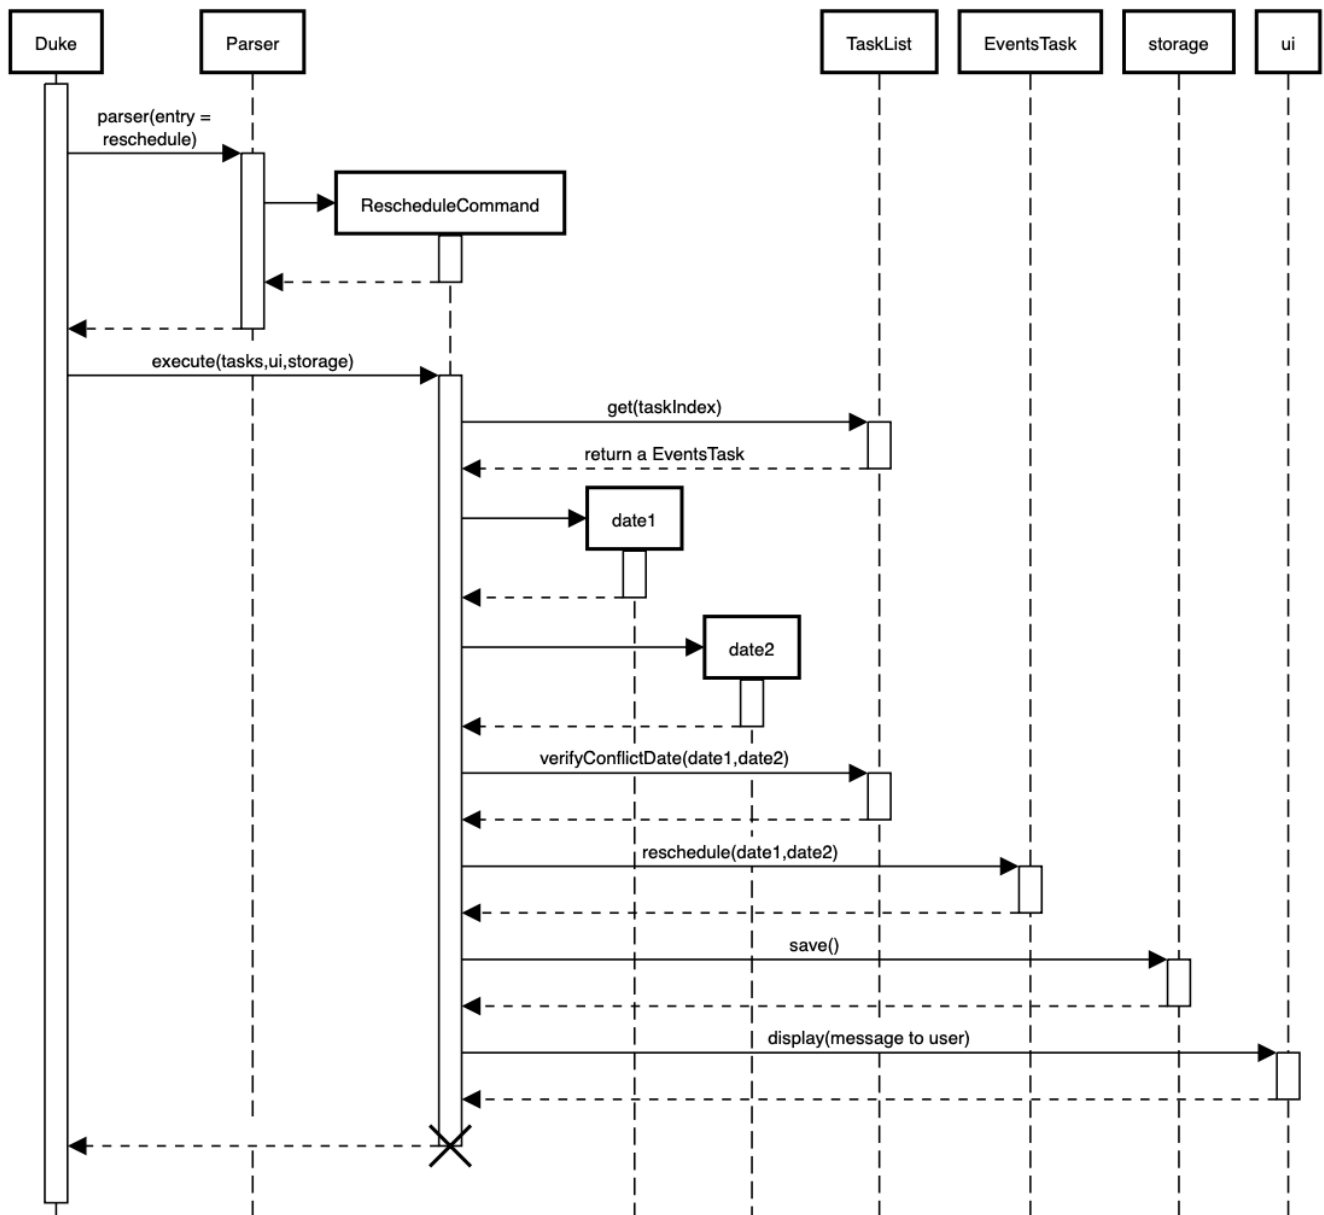 Duke
Parser
TaskList
EventsTask
storage
ui
parser(entry =
reschedule)
RescheduleCommand
execute(tasks,ui,storage)
get(taskIndex)
return a EventsTask
date1
date2
verifyConflictDate(date1,date2)
reschedule(date1,date2)
save()
display(message to user)